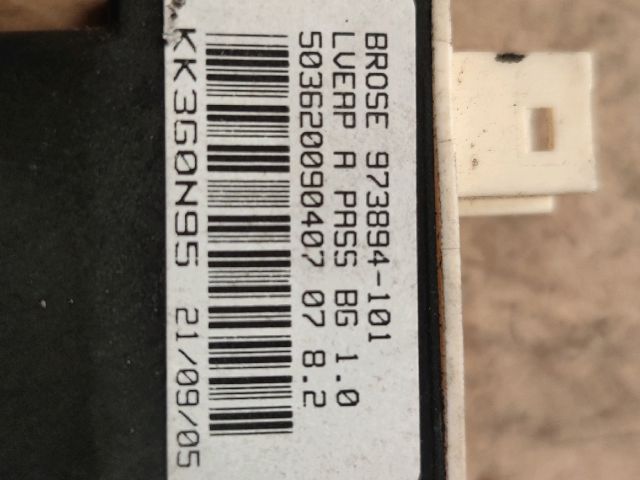 BROSE 973894-101
LVEAP A PASS BG 1.0
503620090407 07 8.2
KK3G0N95 21/09/05